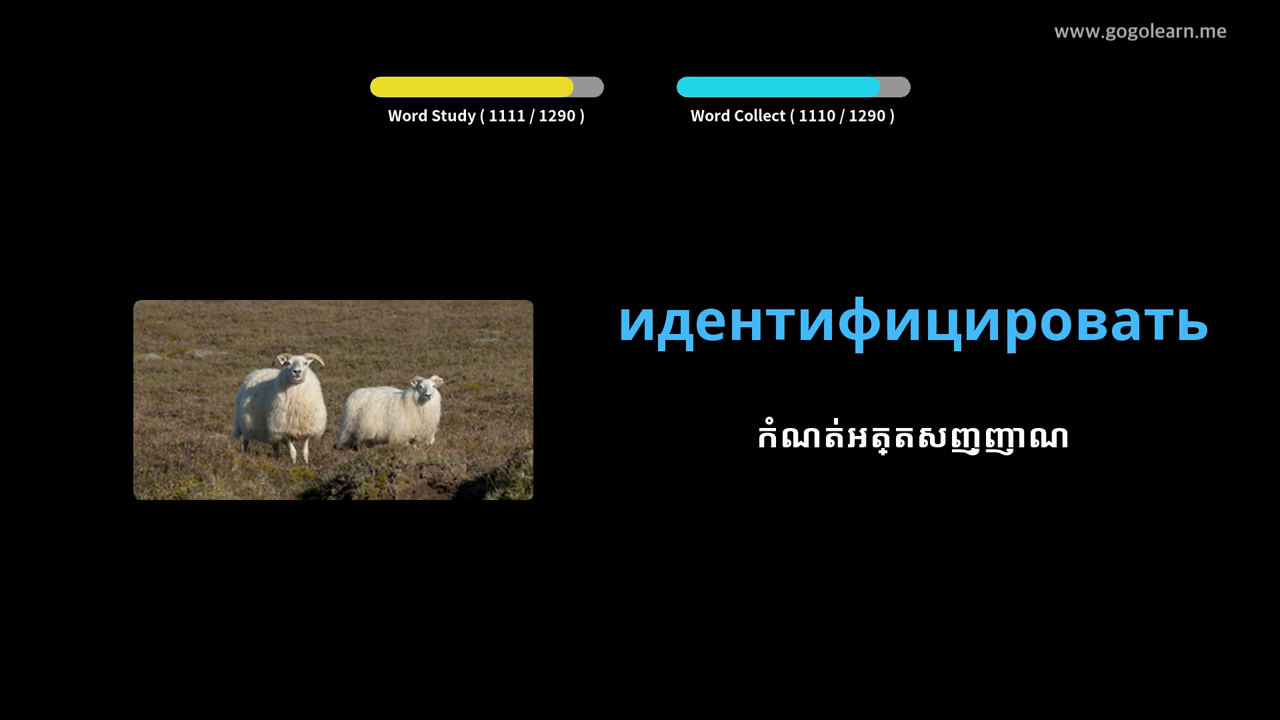 www.gogolearn.me
Word Study ( 1111 / 1290 )
Word Collect ( 1110 / 1290 )
идентифицировать
កំណត់អត្តសញ្ញាណ